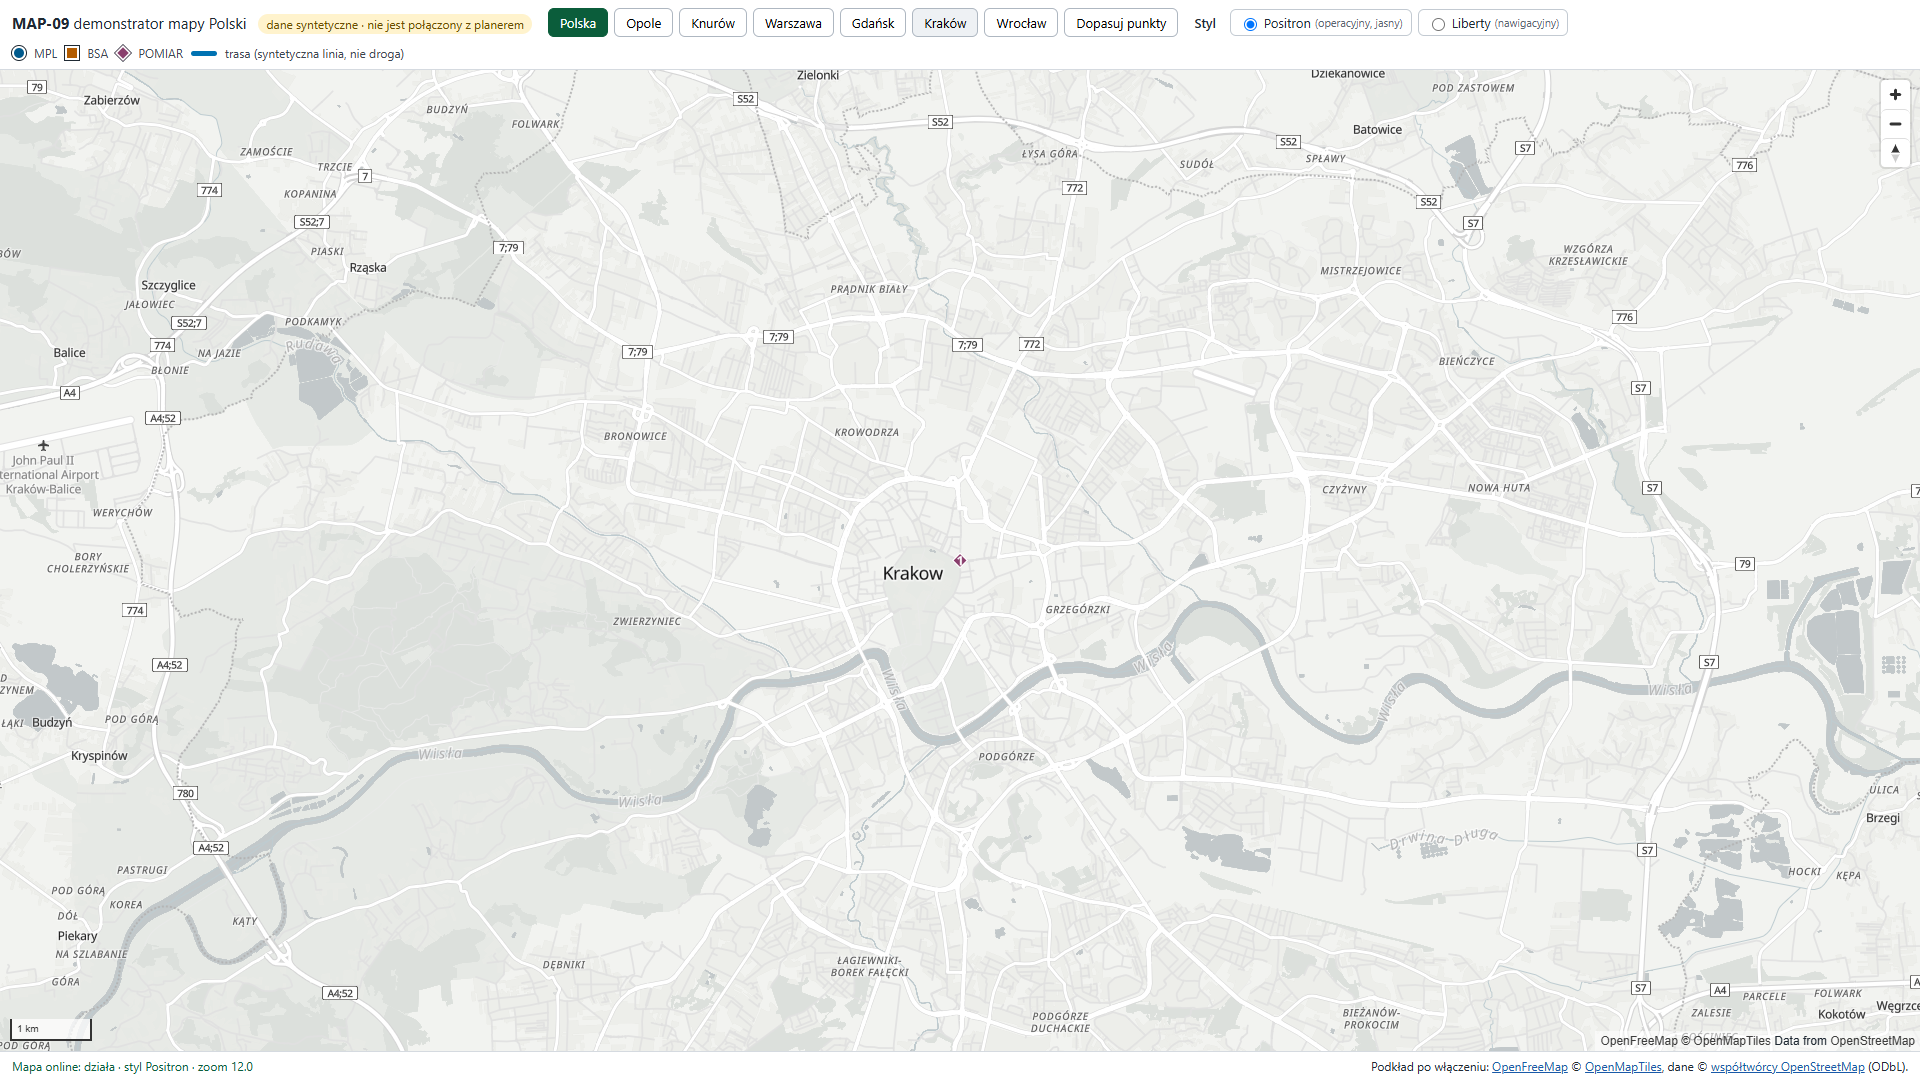 MAP-09 demonstrator mapy Polski
dane syntetyczne · nie jest połączony z planerem
Polska
Opole
Knurów
Warszawa
Gdańsk
Kraków
Wrocław
Dopasuj punkty
Styl
Positron (operacyjny, jasny)
Liberty (nawigacyjny)
MPL
BSA
POMIAR
trasa (syntetyczna linia, nie droga)
Zielonki
Dziekanowice
79
POD ZASTOWEM
Zabierzów
S52
BUDZYŃ
FOLWARK
S52
Batowice
S52
S7
ZAMOŚCIE
ŁYSA GÓRA
SPŁAWY
TRZCIE
SUDÓŁ
776
7
774
KOPANINA
772
S52
S52;7
S7
PIASKI
7;79
WZGÓRZA
KRZESŁAWICKIE
Rząska
MISTRZEJOWICE
Szczyglice
PRĄDNIK BIAŁY
JAŁOWIEC
776
PODKAMYK
S52;7
7;79
774
Rudawa
7;79
772
NA JAZIE
7;79
Balice
BIEŃCZYCE
BŁONIE
S7
A4
A4;52
KROWODRZA
BRONOWICE
John Paul II
ternational Airport
Kraków-Balice
CZYŻYNY
NOWA HUTA
S7
WERYCHÓW
BORY
CHOLERZYŃSKIE
79
Krakow
774
GRZEGÓRZKI
ZWIERZYNIEC
Wisła
A4;52
S7
Wisła
Wisła
Wisła
ZYNEM
ŁĄKI
Budzyń
POD GÓRĄ
Kryspinów
Wisła
PODGÓRZE
780
Wisła
ULICA
Brzegi
Drwina-Długa
A4;52
S7
PASTRUGI
HOCKI
KĘPA
POD GÓRĄ
KOREA
DÓŁ
KĄTY
Piekary
NA SZLABANIE
DĘBNIKI
ŁAGIEWNIKI-
BOREK FAŁĘCKI
GÓRA
A4;52
S7
A4
PARCELE
FOLWARK
Węgrzce
PODGÓRZE
DUCHACKIE
BIEŻANÓW-
PROKOCIM
ZALESIE
Kokotów
1 km
POD GÓRĄ
OpenFreeMap © OpenMapTiles Data from OpenStreetMap
Mapa online: działa · styl Positron · zoom 12.0
Podkład po włączeniu: OpenFreeMap © OpenMapTiles, dane © współtwórcy OpenStreetMap (ODbL).